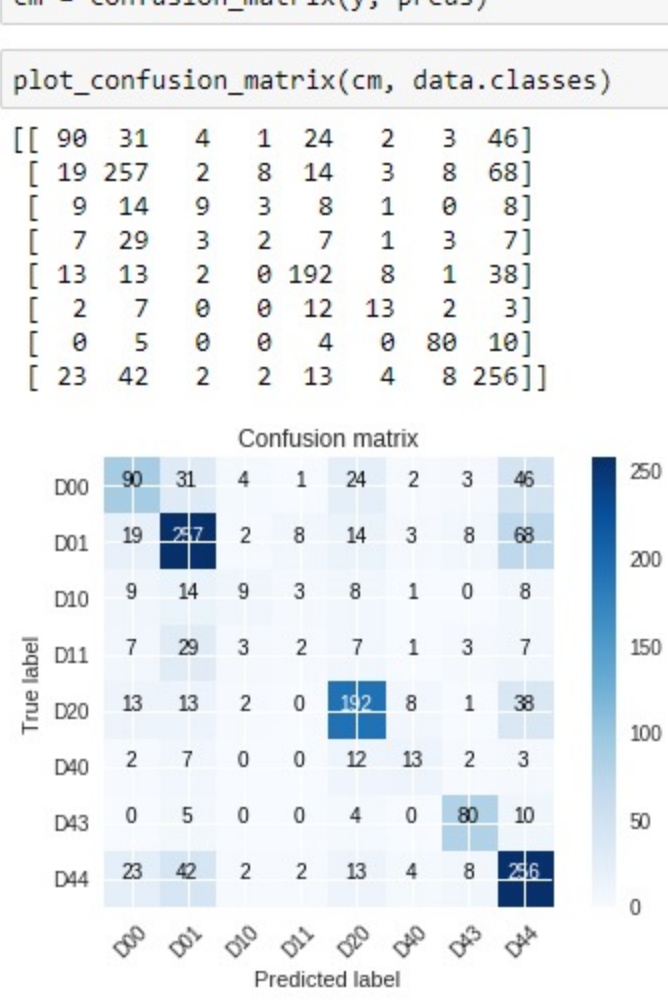 cm = confusion_matrix(y, preds)
plot_confusion_matrix(cm, data.classes)
[[ 90 31 4 1 24 2 3 46]
[ 19 257 2 8 14 3 8 68]
[ 9 14 9 3 8 1 0 8]
[ 7 29 3 2 7 1 3 7]
[ 13 13 2 0 192 8 1 38]
[ 2 7 0 0 12 13 2 3]
[ 0 5 0 0 4 0 80 10]
[ 23 42 2 2 13 4 8 256]]
Confusion matrix
D00 90 31 4 1 24 2 3 46
D01 19 257 2 8 14 3 8 68
D10 9 14 9 3 8 1 0 8
D11 7 29 3 2 7 1 3 7
D20 13 13 2 0 192 8 1 38
D40 2 7 0 0 12 13 2 3
D43 0 5 0 0 4 0 80 10
D44 23 42 2 2 13 4 8 256
D00 D01 D10 D11 D20 D40 D43 D44
Predicted label
True label
250
200
150
100
50
0